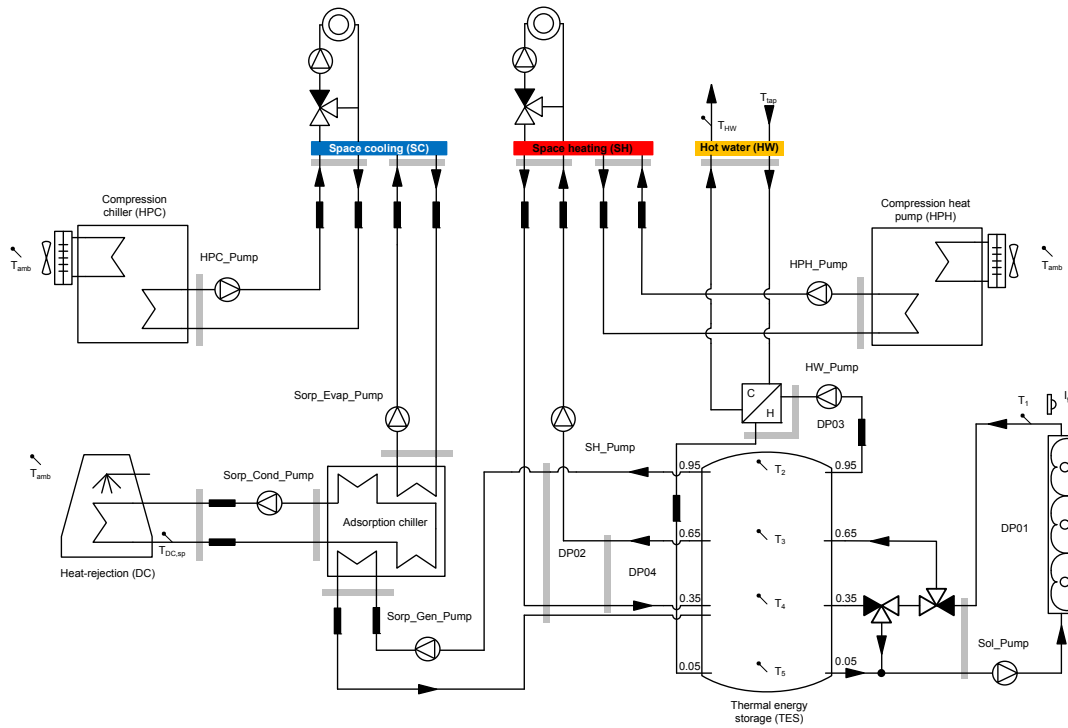 T_tap
T_HW
Space cooling (SC)
Space heating (SH)
Hot water (HW)
Compression
chiller (HPC)
Compression heat
pump (HPH)
T_amb
HPC_Pump
HPH_Pump
T_amb
Sorp_Evap_Pump
C
H
HW_Pump
DP03
T_1
SH_Pump
T_amb
Sorp_Cond_Pump
0.95
T_2
0.95
Adsorption chiller
DP01
T_DC,sp
0.65
T_3
0.65
Heat-rejection (DC)
DP02
DP04
0.35
T_4
0.35
Sorp_Gen_Pump
Sol_Pump
0.05
T_5
0.05
Thermal energy
storage (TES)